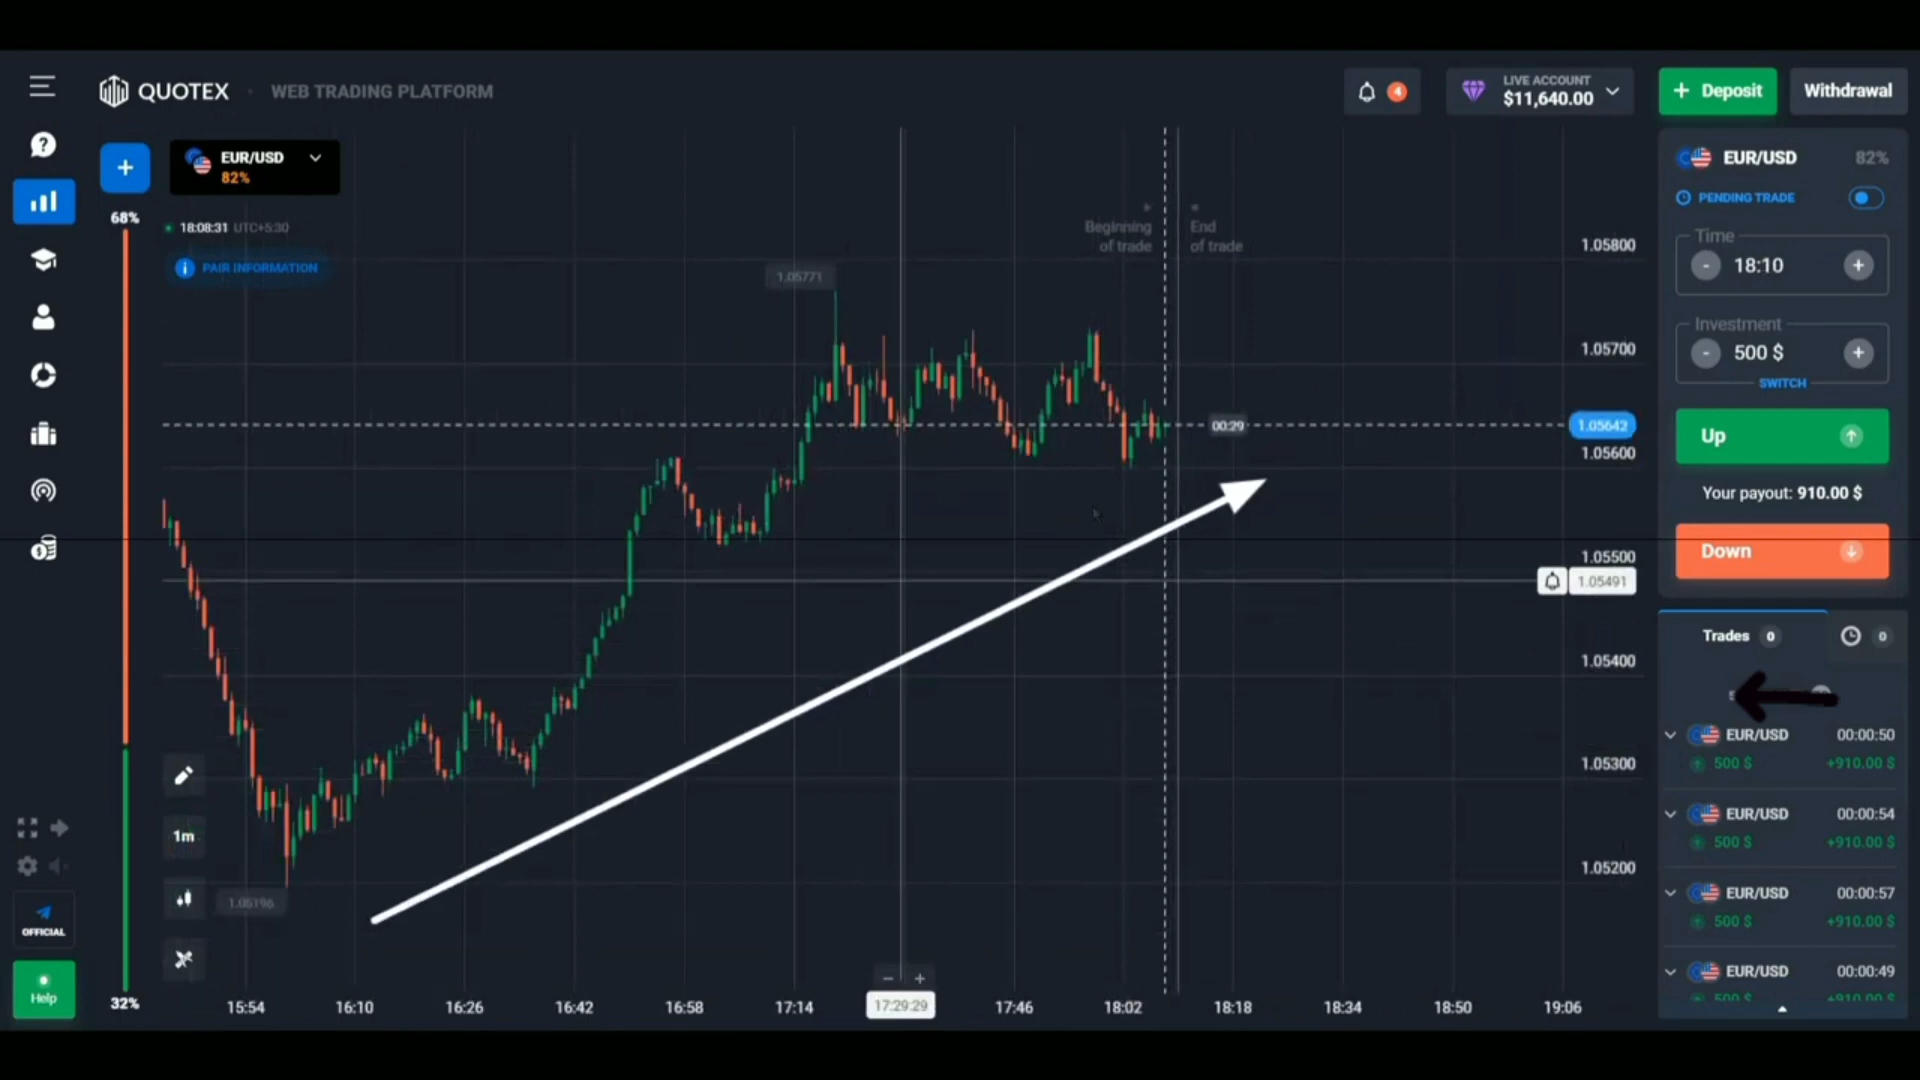 QUOTEX
WEB TRADING PLATFORM
4
LIVE ACCOUNT
$11,640.00
+ Deposit
Withdrawal
EUR/USD
82%
68%
18:08:31 UTC+5:30
PAIR INFORMATION
Beginning
of trade
End
of trade
1.05771
1.05196
00:29
1.05800
1.05700
1.05642
1.05600
1.05500
1.05491
1.05400
1.05300
1.05200
1m
32%
OFFICIAL
Help
15:54
16:10
16:26
16:42
16:58
17:14
17:29:29
17:46
18:02
18:18
18:34
18:50
19:06
EUR/USD 82%
PENDING TRADE
Time
- 18:10 +
Investment
- 500 $ +
SWITCH
Up
Your payout: 910.00 $
Down
Trades 0
0
EUR/USD 00:00:50
500 $ +910.00 $
EUR/USD 00:00:54
500 $ +910.00 $
EUR/USD 00:00:57
500 $ +910.00 $
EUR/USD 00:00:49
500 $ +910.00 $